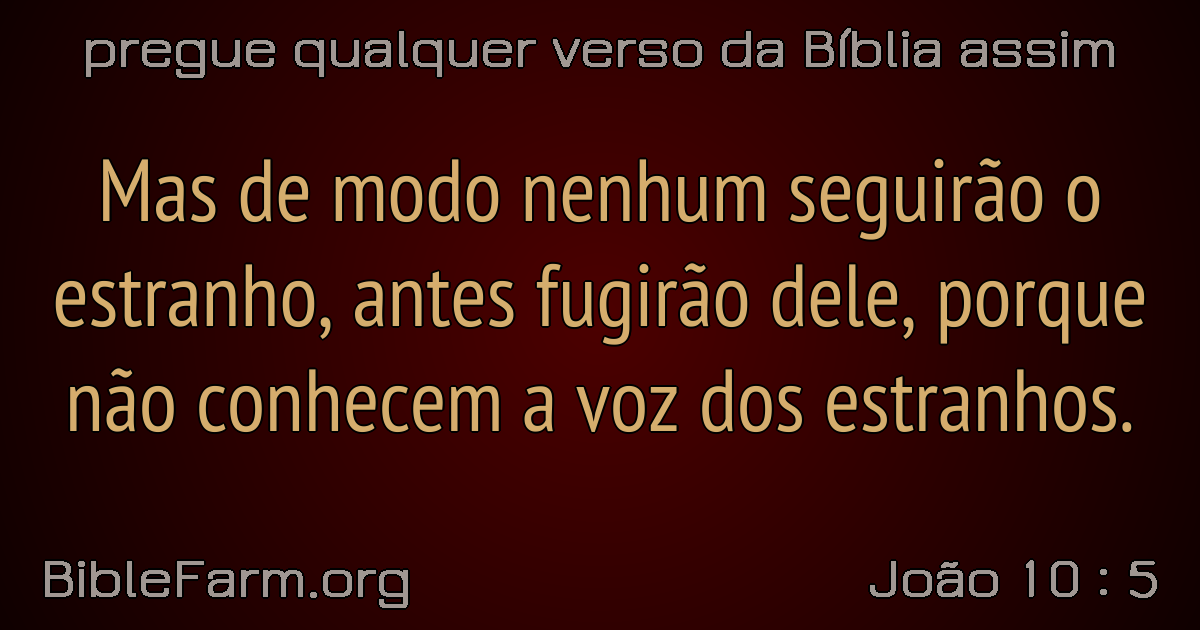 pregue qualquer verso da Bíblia assim
Mas de modo nenhum seguirão o
estranho, antes fugirão dele, porque
não conhecem a voz dos estranhos.
BibleFarm.org
João 10 : 5